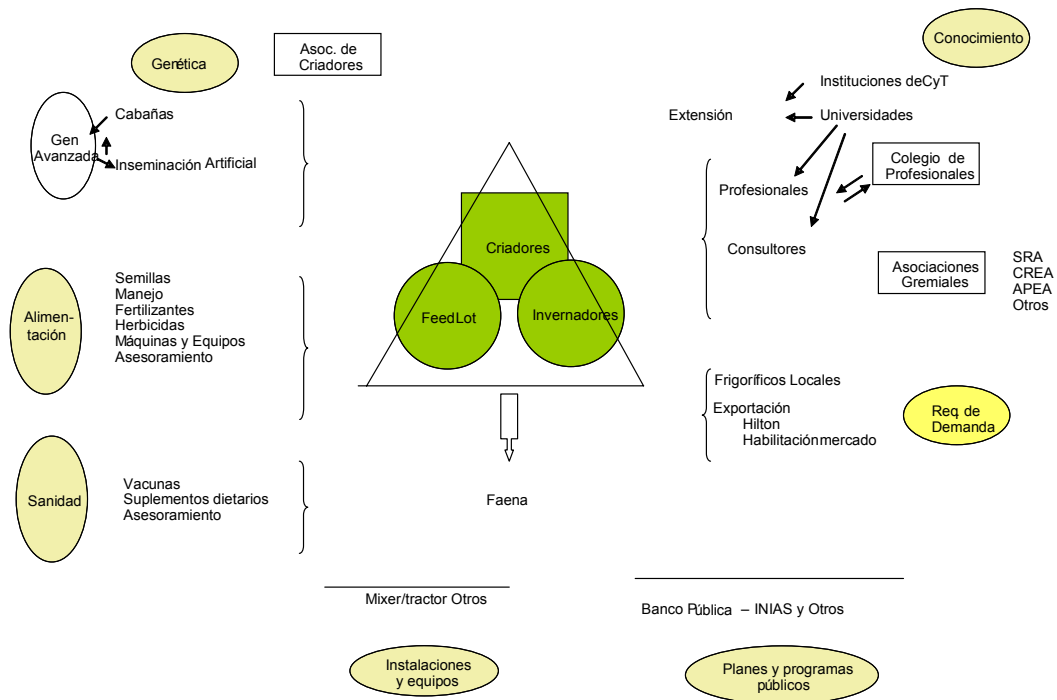 Genética
Asoc. de
Criadores
Conocimiento
Gen
Avanzada
Cabañas
Inseminación Artificial
Extensión
Instituciones deCyT
Universidades
Profesionales
Colegio de
Profesionales
Consultores
Asociaciones
Gremiales
SRA
CREA
APEA
Otros
Criadores
FeedLot
Invernadores
Alimen-
tación
Semillas
Manejo
Fertilizantes
Herbicidas
Máquinas y Equipos
Asesoramiento
Frigoríficos Locales
Exportación
Hilton
Habilitaciónmercado
Req. de
Demanda
Sanidad
Vacunas
Suplementos dietarios
Asesoramiento
Faena
Mixer/tractor Otros
Banco Pública – INIAS y Otros
Instalaciones
y equipos
Planes y programas
públicos